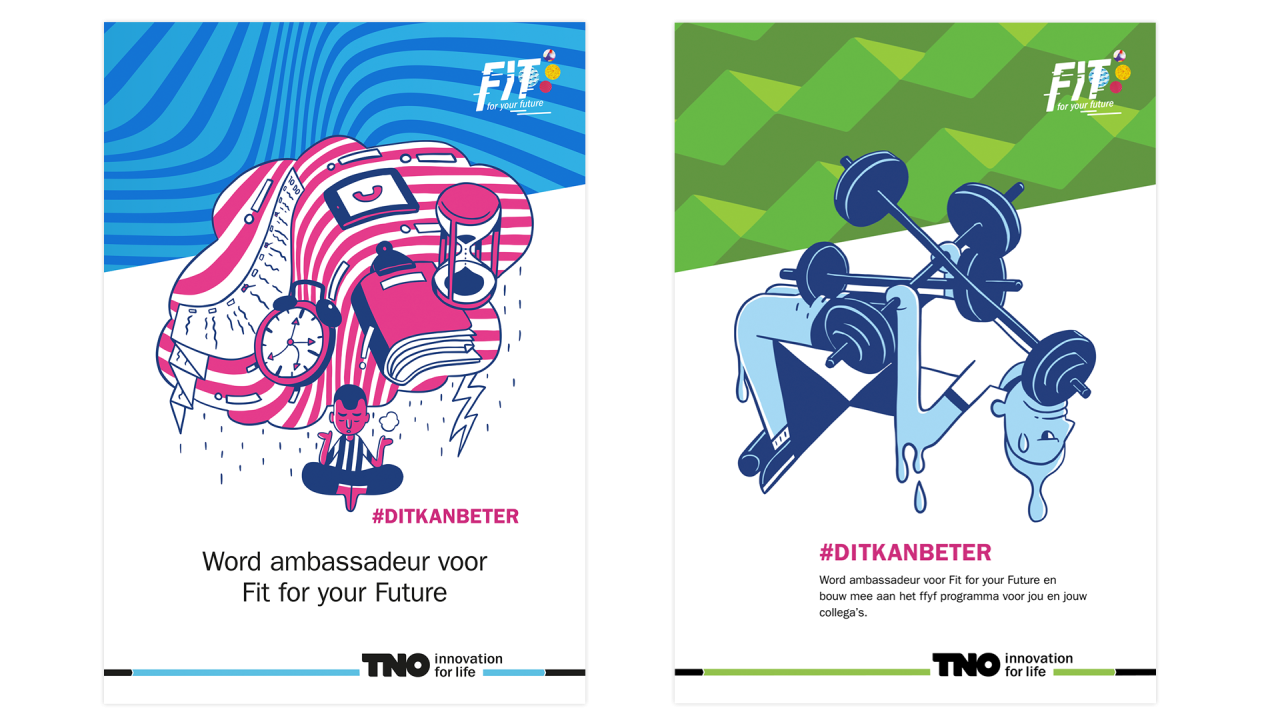 FIT
for your future
TO DO
#DITKANBETER
Word ambassadeur voor
Fit for your Future
TNO innovation
for life
FIT
for your future
#DITKANBETER
Word ambassadeur voor Fit for your Future en
bouw mee aan het ffyf programma voor jou en jouw
collega's.
TNO innovation
for life